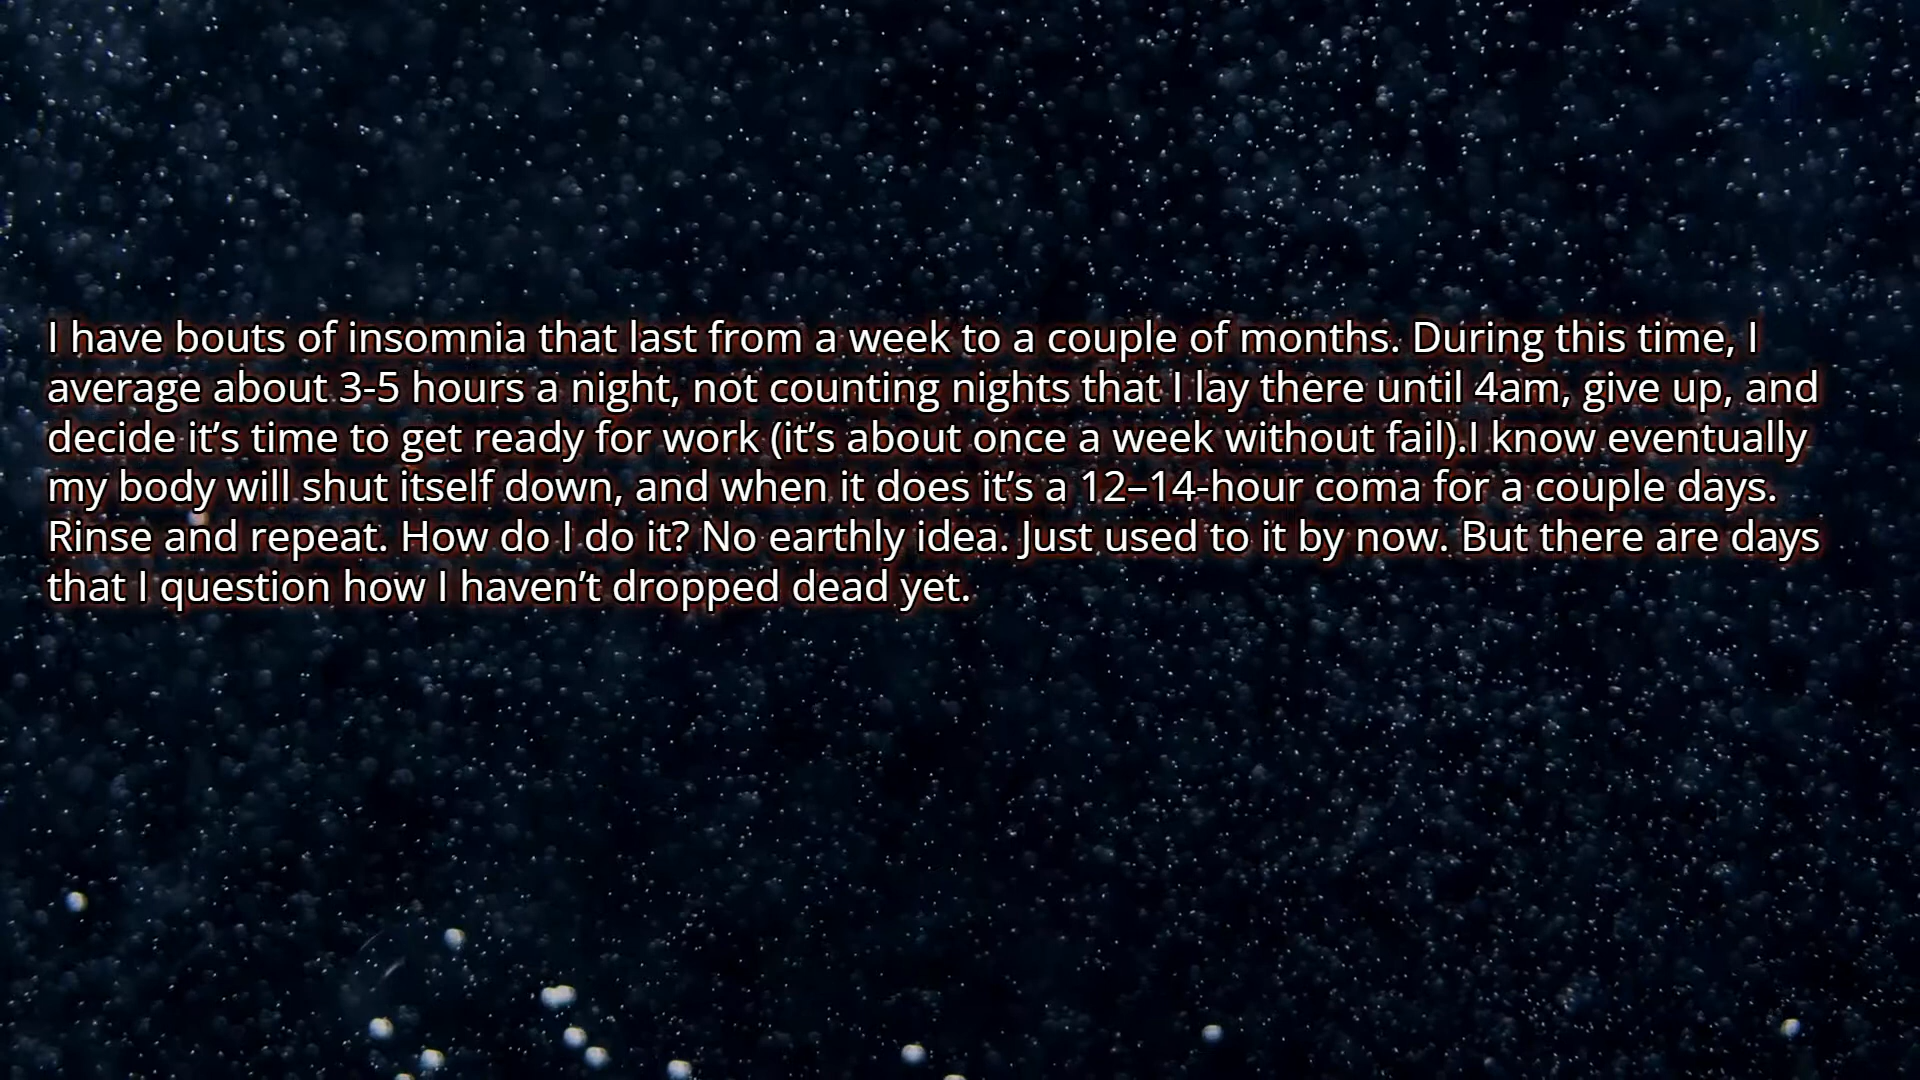 I have bouts of insomnia that last from a week to a couple of months. During this time, I
average about 3-5 hours a night, not counting nights that I lay there until 4am, give up, and
decide it’s time to get ready for work (it’s about once a week without fail).I know eventually
my body will shut itself down, and when it does it’s a 12–14-hour coma for a couple days.
Rinse and repeat. How do I do it? No earthly idea. Just used to it by now. But there are days
that I question how I haven’t dropped dead yet.